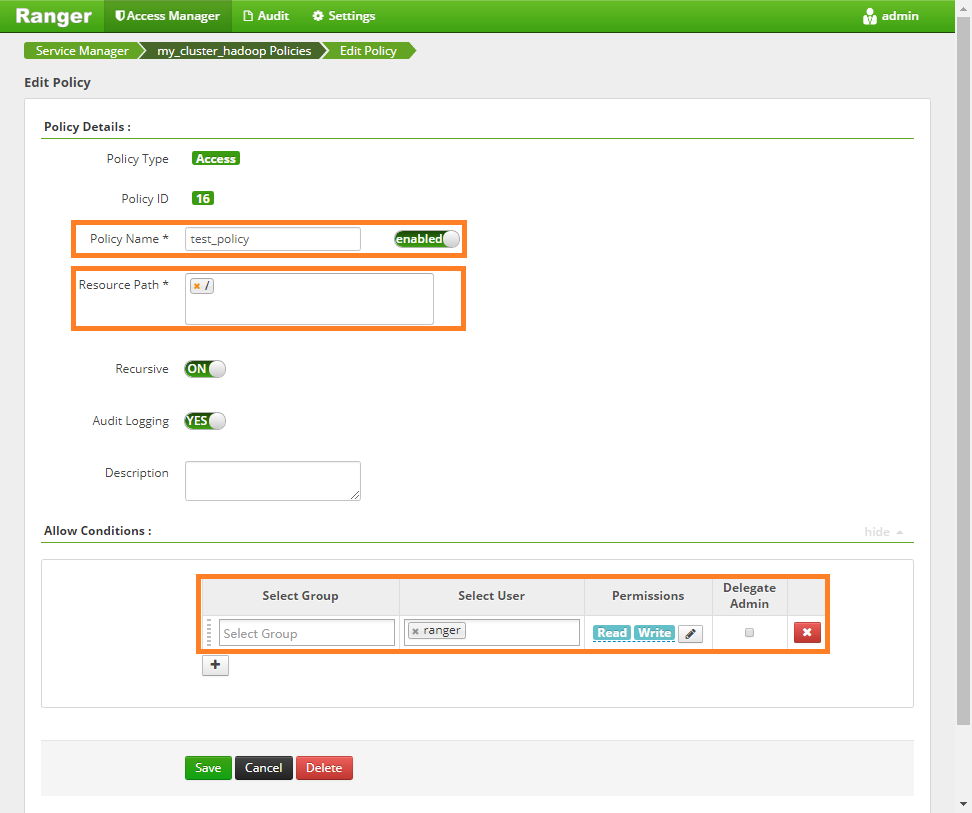 Ranger Access Manager Audit Settings admin
Service Manager my_cluster_hadoop Policies Edit Policy
Edit Policy
Policy Details :
Policy Type Access
Policy ID 16
Policy Name * test_policy enabled
Resource Path * × /
Recursive ON
Audit Logging YES
Description
Allow Conditions : hide
Select Group Select User Permissions Delegate Admin
Select Group × ranger Read Write ×
+
Save Cancel Delete